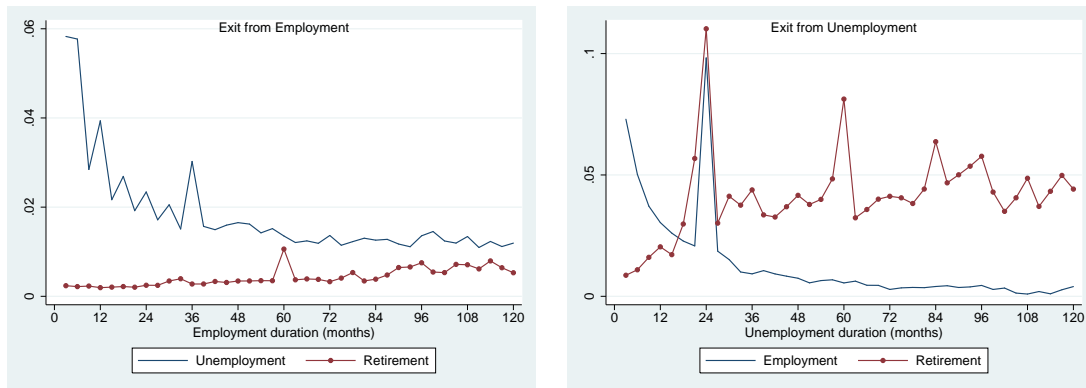 Exit from Employment
.06
.04
.02
0
0 12 24 36 48 60 72 84 96 108 120
Employment duration (months)
Unemployment Retirement
Exit from Unemployment
.1
.05
0
0 12 24 36 48 60 72 84 96 108 120
Unemployment duration (months)
Employment Retirement